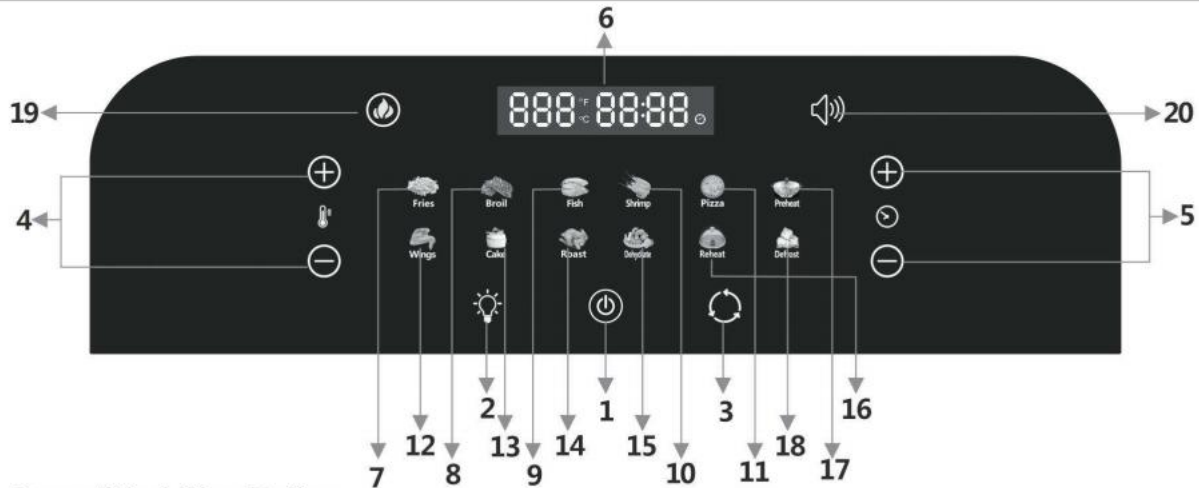 6
19
888 °F °C 88:88
20
4
5
Fries Broil Fish Shrimp Pizza Preheat
Wings Cake Roast Dehydrate Reheat Defrost
2 1 3 16
12 13 14 15 18
7 8 9 10 11 17